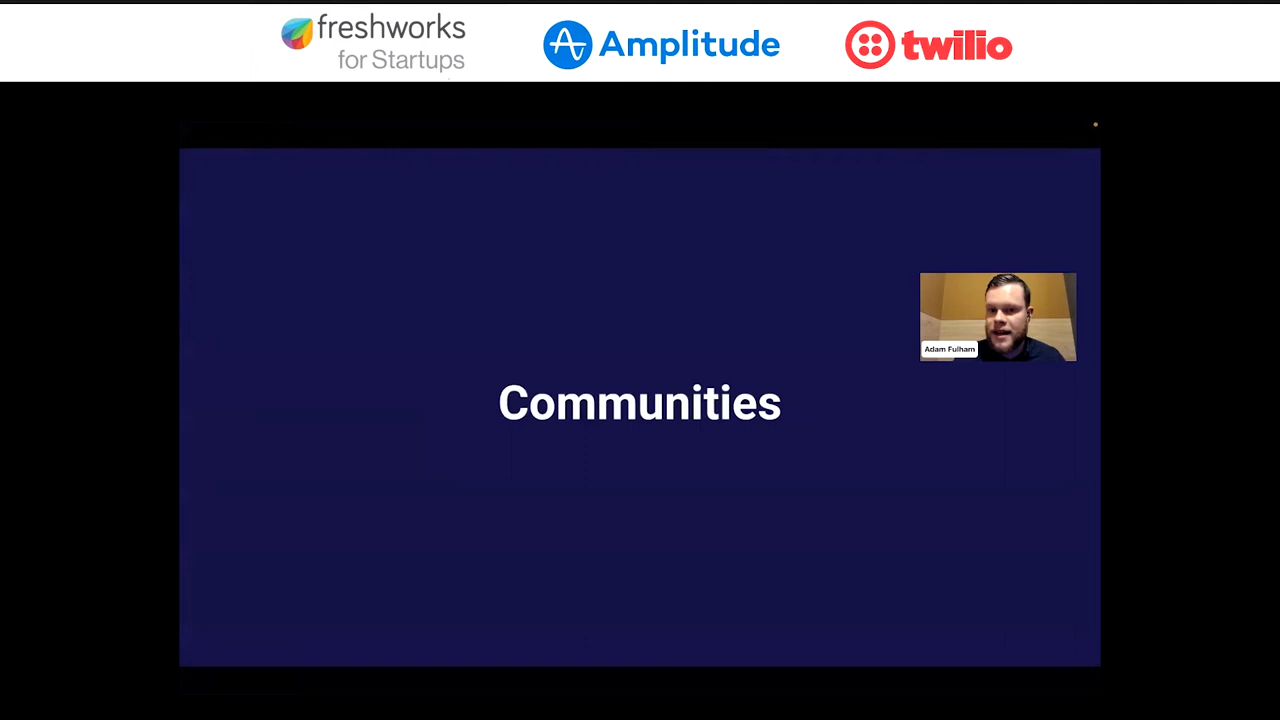 freshworks
for Startups
Amplitude
twilio
Adam Fulham
Communities